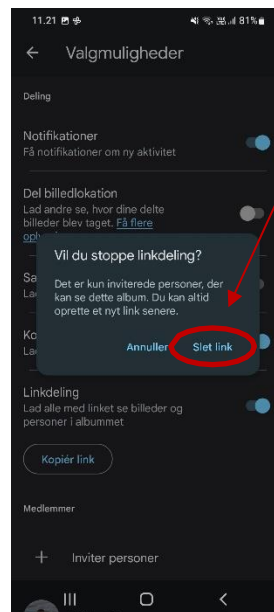 11.21 81%
Valgmuligheder
Deling
Notifikationer
Få notifikationer om ny aktivitet
Del billedlokation
Lad andre se, hvor dine delte
billeder blev taget. Få flere
Vil du stoppe linkdeling?
Det er kun inviterede personer, der
kan se dette album. Du kan altid
oprette et nyt link senere.
Annuller Slet link
Linkdeling
Lad alle med linket se billeder og
personer i albummet
Kopiér link
Medlemmer
Inviter personer